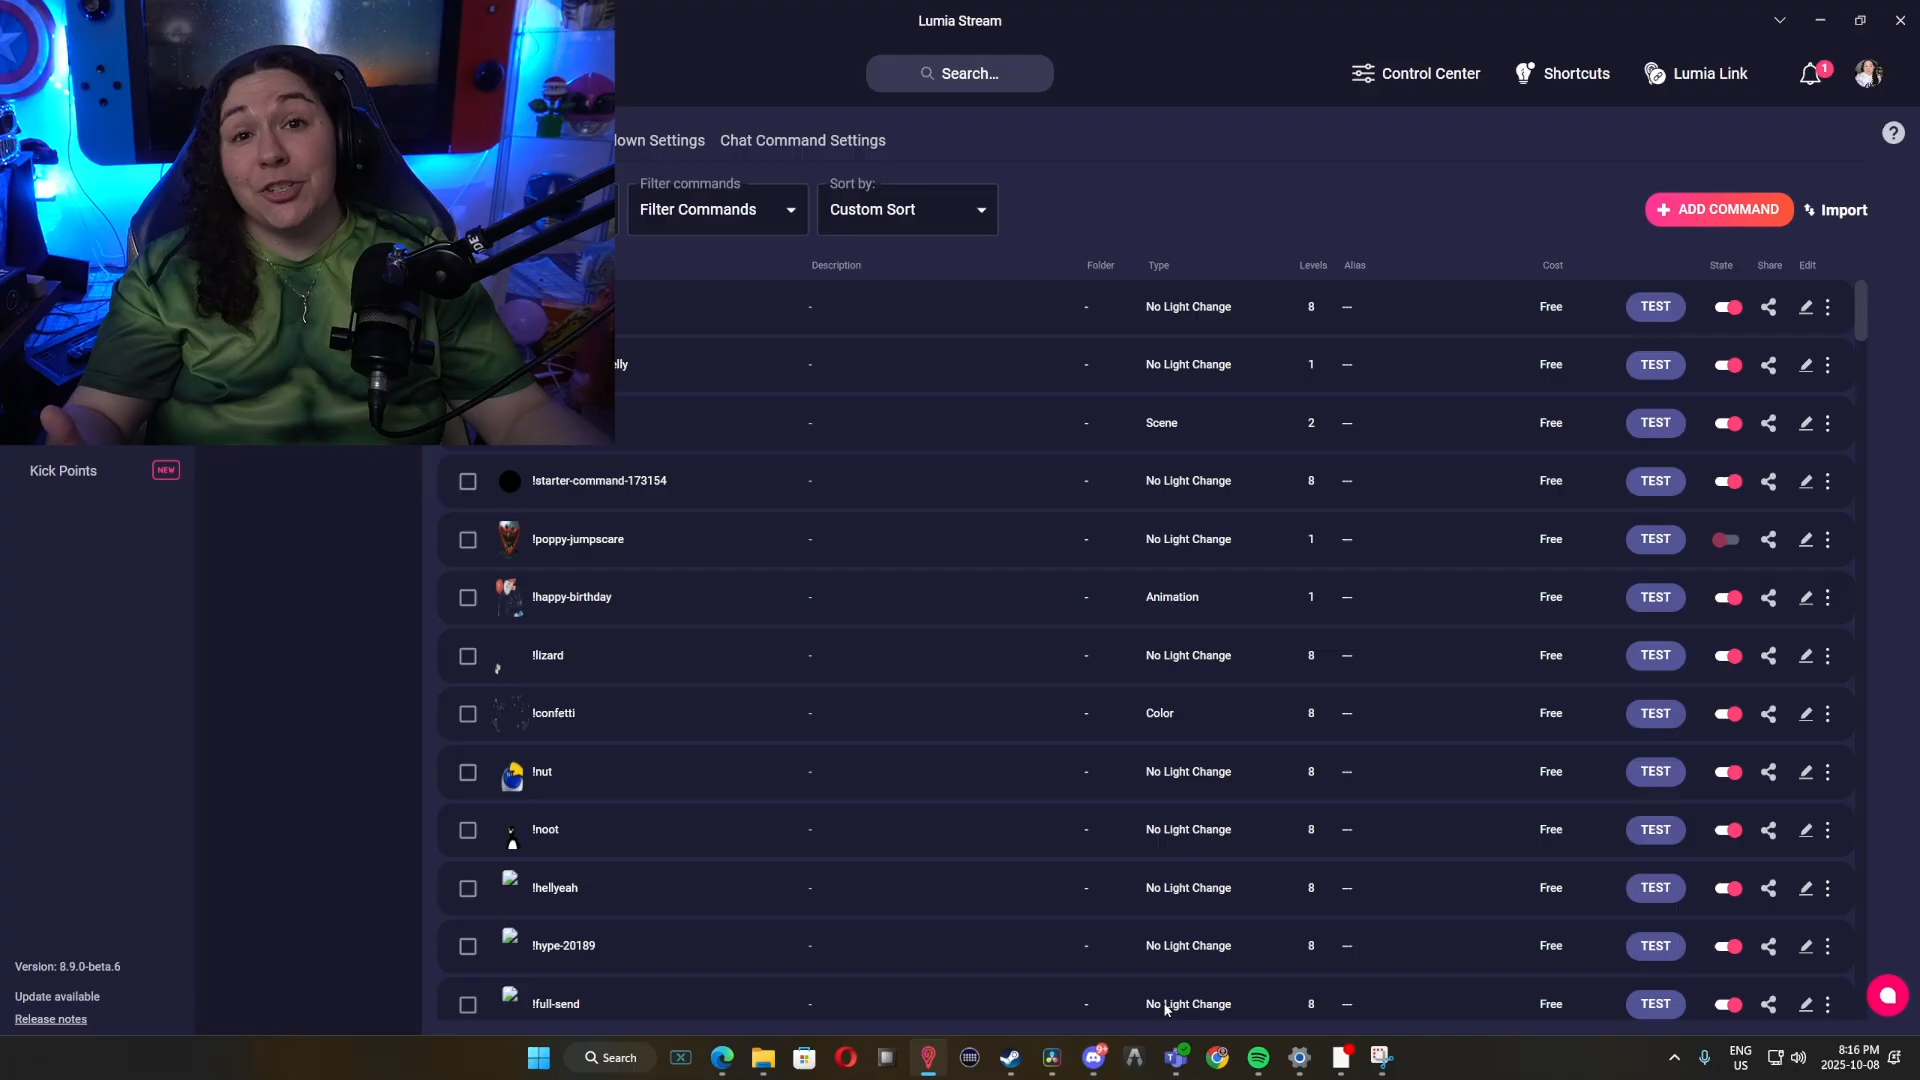 Lumia Stream
Search...
Control Center
Shortcuts
Lumia Link
1
down Settings
Chat Command Settings
Filter commands
Filter Commands
Sort by:
Custom Sort
+ ADD COMMAND
Import
Description Folder Type Levels Alias Cost State Share Edit
- - No Light Change 8 --- Free TEST
elly - - No Light Change 1 --- Free TEST
- - Scene 2 --- Free TEST
!starter-command-173154 - - No Light Change 8 --- Free TEST
!poppy-jumpscare - - No Light Change 1 --- Free TEST
!happy-birthday - - Animation 1 --- Free TEST
!lizard - - No Light Change 8 --- Free TEST
!confetti - - Color 8 --- Free TEST
!nut - - No Light Change 8 --- Free TEST
!noot - - No Light Change 8 --- Free TEST
!hellyeah - - No Light Change 8 --- Free TEST
!hype-20189 - - No Light Change 8 --- Free TEST
!full-send - - No Light Change 8 --- Free TEST
Kick Points NEW
Version: 8.9.0-beta.6
Update available
Release notes
Search
ENG
US
8:16 PM
2025-10-08